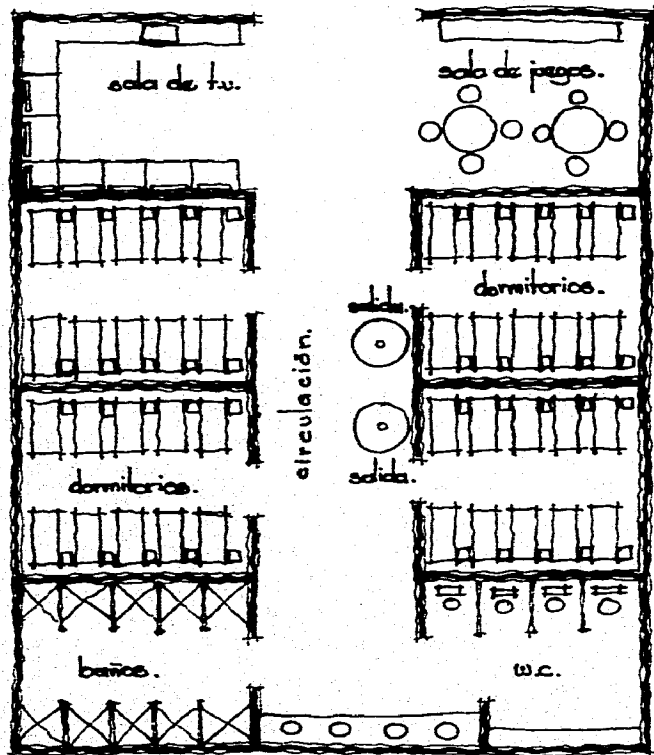 sala de t.v.
sala de juegos.
dormitorios.
salida.
circulación.
salida.
dormitorios.
baños.
w.c.